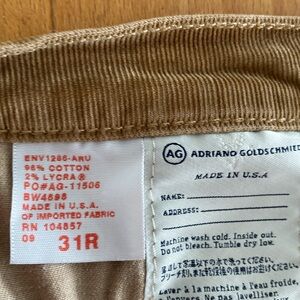 ENV1286-ARU
98% COTTON
2% LYCRA®
PO#AG-11506
BW4898
MADE IN U.S.A.
OF IMPORTED FABRIC
RN 104857
09 31R
AG ADRIANO GOLDSCHMIED
MADE IN U.S.A
NAME:
ADDRESS:
Machine wash cold. Inside out.
Do not bleach. Tumble dry low.
Laver à la machine à l'eau froide.